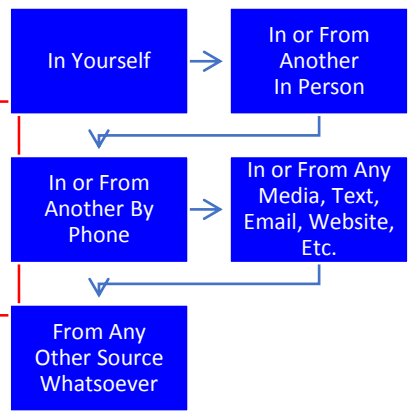 In Yourself
In or From
Another
In Person
In or From
Another By
Phone
In or From Any
Media, Text,
Email, Website,
Etc.
From Any
Other Source
Whatsoever